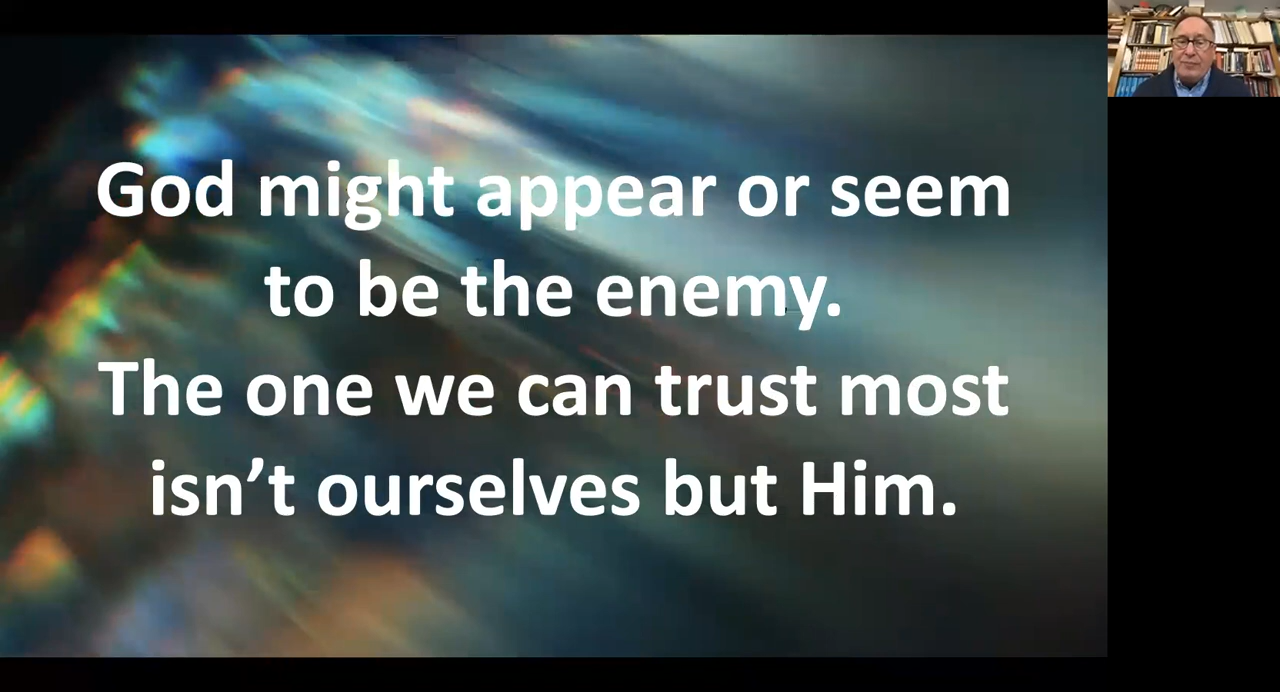 God might appear or seem
to be the enemy.
The one we can trust most
isn’t ourselves but Him.